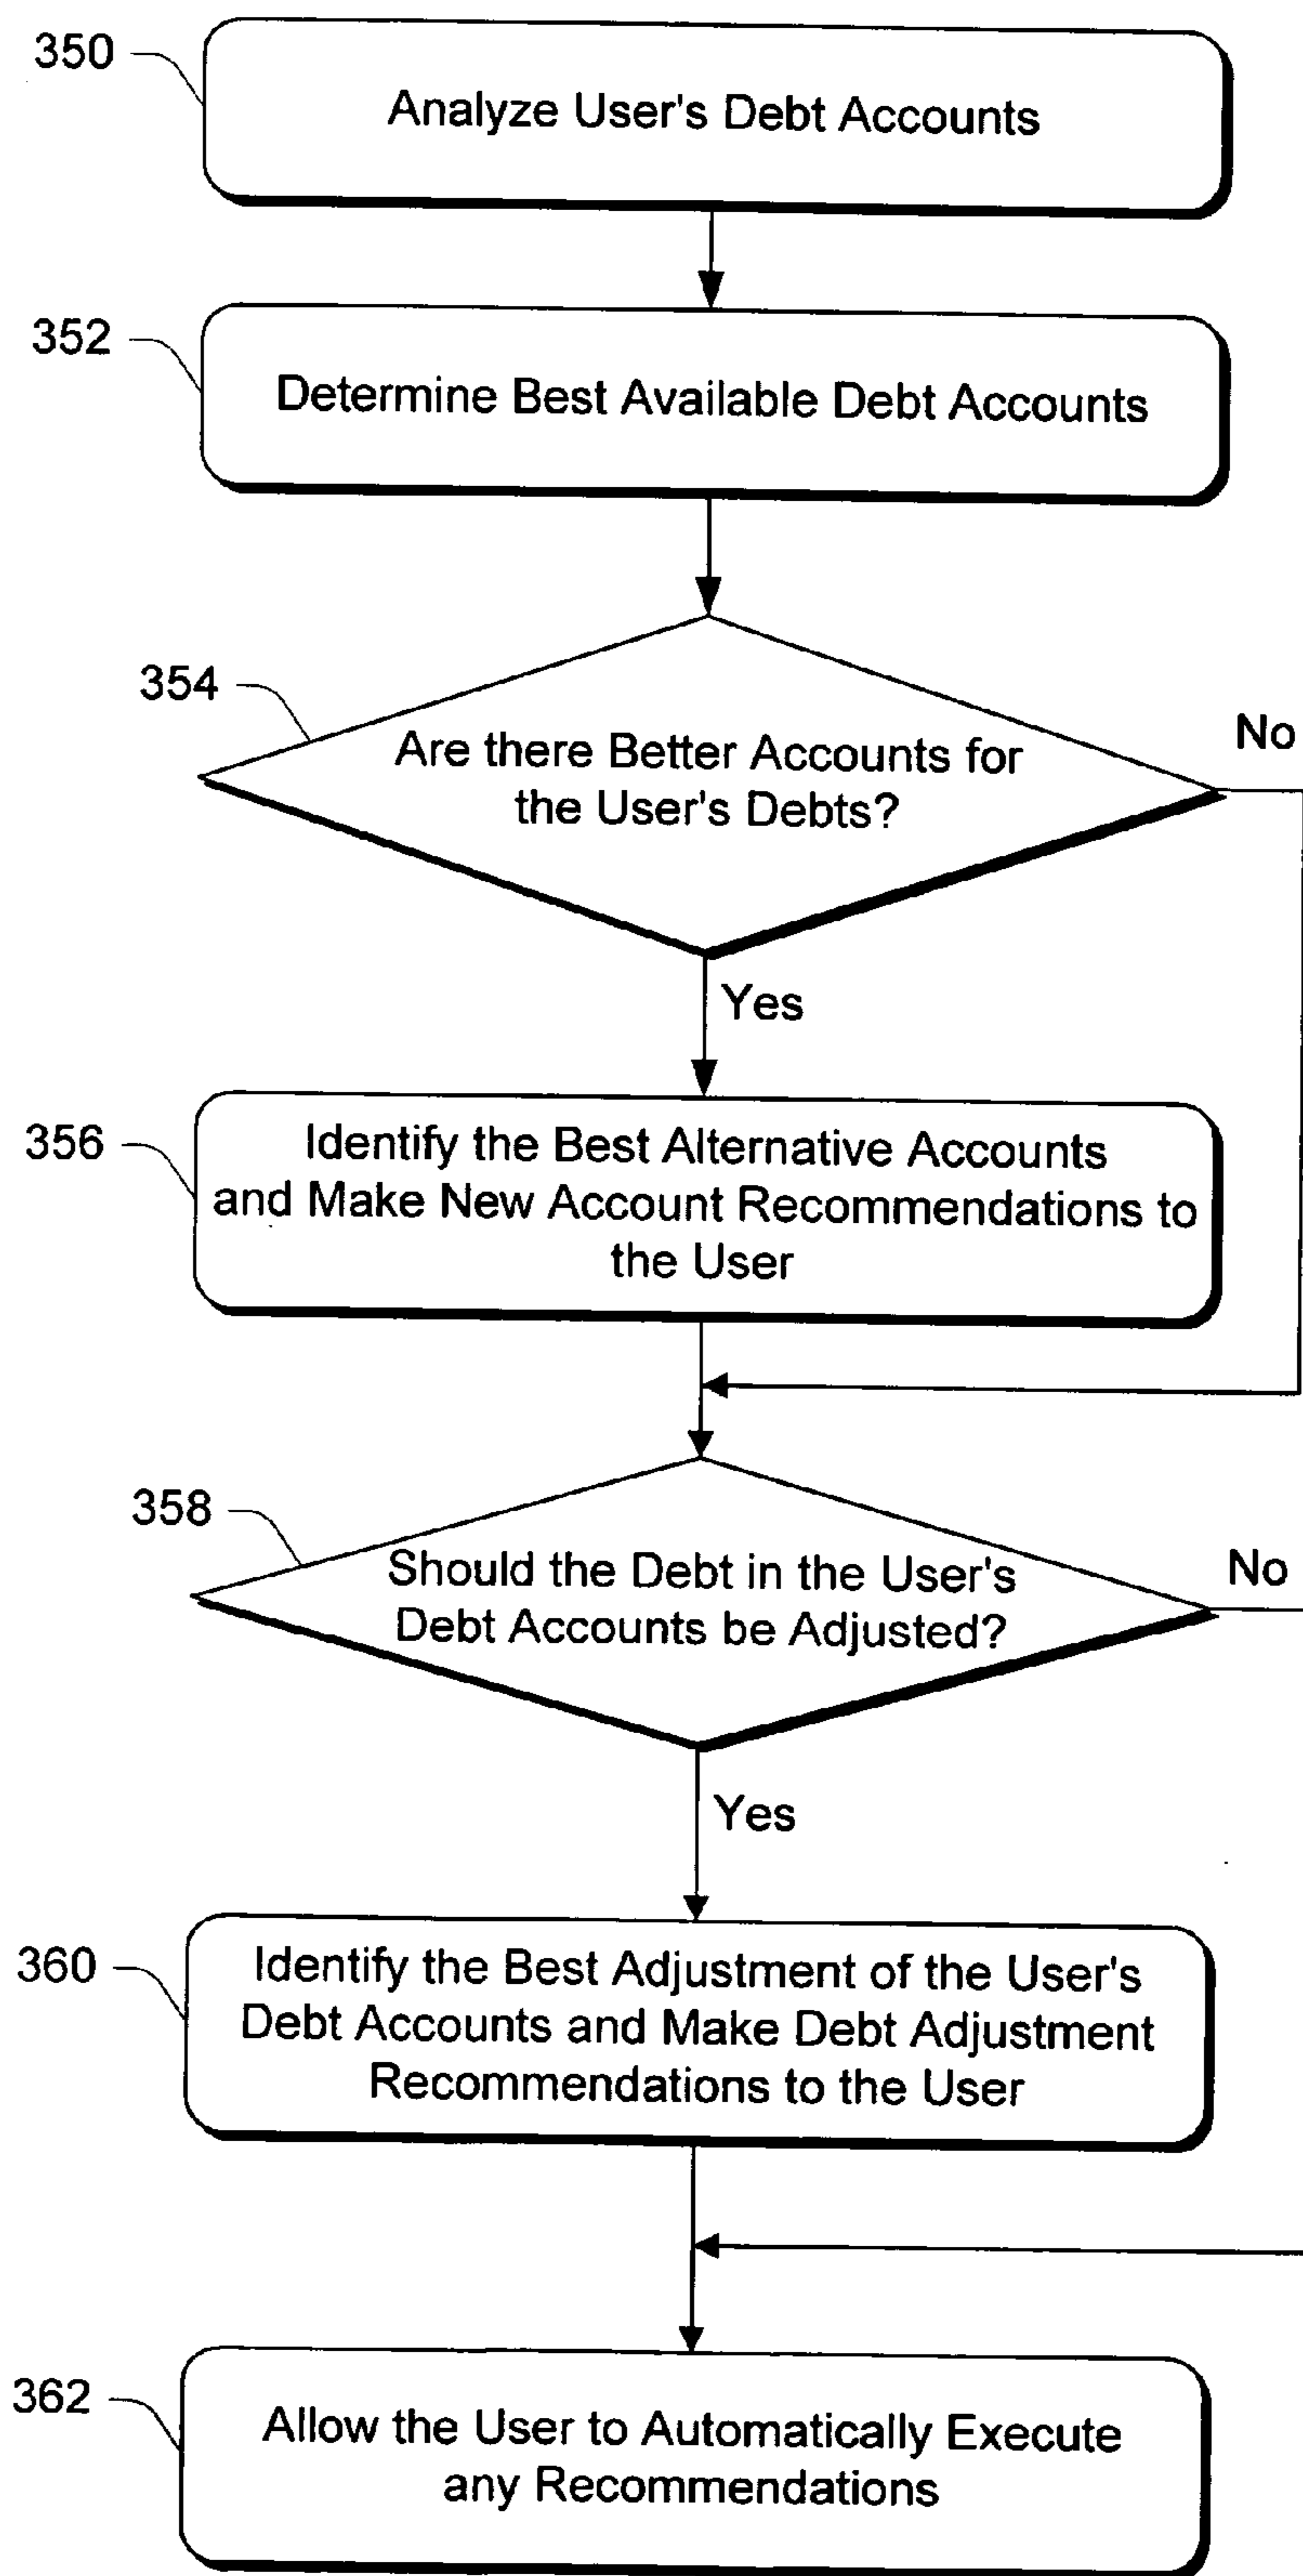 350
Analyze User's Debt Accounts
352
Determine Best Available Debt Accounts
354
Are there Better Accounts for
the User's Debts?
No
Yes
356
Identify the Best Alternative Accounts
and Make New Account Recommendations to
the User
358
Should the Debt in the User's
Debt Accounts be Adjusted?
No
Yes
360
Identify the Best Adjustment of the User's
Debt Accounts and Make Debt Adjustment
Recommendations to the User
362
Allow the User to Automatically Execute
any Recommendations